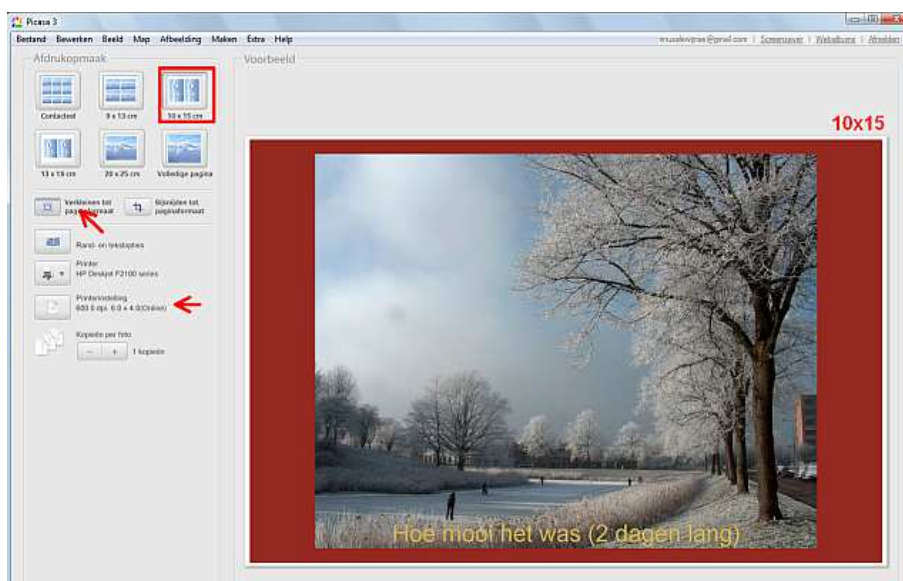 Picasa 3
Bestand Bewerken Beeld Map Afbeelding Maken Extra Help
Screensaver | Webalbums | Afmelden
Afdrukopmaak
Voorbeeld
Contactvel
9 x 13 cm
10 x 15 cm
10x15
13 x 18 cm
20 x 25 cm
Volledige pagina
Verkleinen tot
paginaformaat
Bijsnijden tot
paginaformaat
Rand- en tekstopties
Printer
HP Deskjet F2100 series
Printerinstelling
600.0 dpi, 6.0 x 4.0(Online)
Kopieën per foto
- + 1 kopieën
Hoe mooi het was (2 dagen lang)